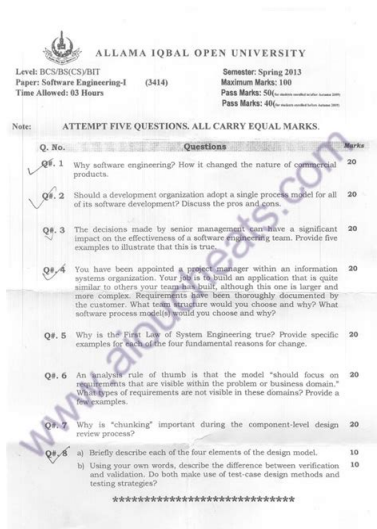 ALLAMA IQBAL OPEN UNIVERSITY
Level: BCS/BS(CS)/BIT Semester: Spring 2013
Paper: Software Engineering-I (3414) Maximum Marks: 100
Time Allowed: 03 Hours Pass Marks: 50
Pass Marks: 40
Note: ATTEMPT FIVE QUESTIONS. ALL CARRY EQUAL MARKS.
Q. No. Questions Marks
Q#. 1 Why software engineering? How it changed the nature of commercial 20
products.
Q#. 2 Should a development organization adopt a single process model for all 20
of its software development? Discuss the pros and cons.
Q#. 3 The decisions made by senior management can have a significant 20
impact on the effectiveness of a software engineering team. Provide five
examples to illustrate that is true.
Q#. 4 You have been appointed a project manager within an information 20
systems organization. Your job is to build an application that is quite
similar to others your team has built, although this one is larger and
more complex. Requirements have been thoroughly documented by
the customer. What team structure would you choose and why? What
software process model(s) would you choose and why?
Q#. 5 Why is the First Law of System Engineering true? Provide specific 20
examples for each of the four fundamental reasons for change.
Q#. 6 An analysis rule of thumb is that the model "should focus on 20
requirements that are visible within the problem or business domain."
What types of requirements are not visible in these domains? Provide a
few examples.
Q#. 7 Why is "chunking" important during the component-level design 20
review process?
Q#. 8 a) Briefly describe each of the four elements of the design model. 10
b) Using your own words, describe the difference between verification 10
and validation. Do both make use of test-case design methods and
testing strategies?
*****************************